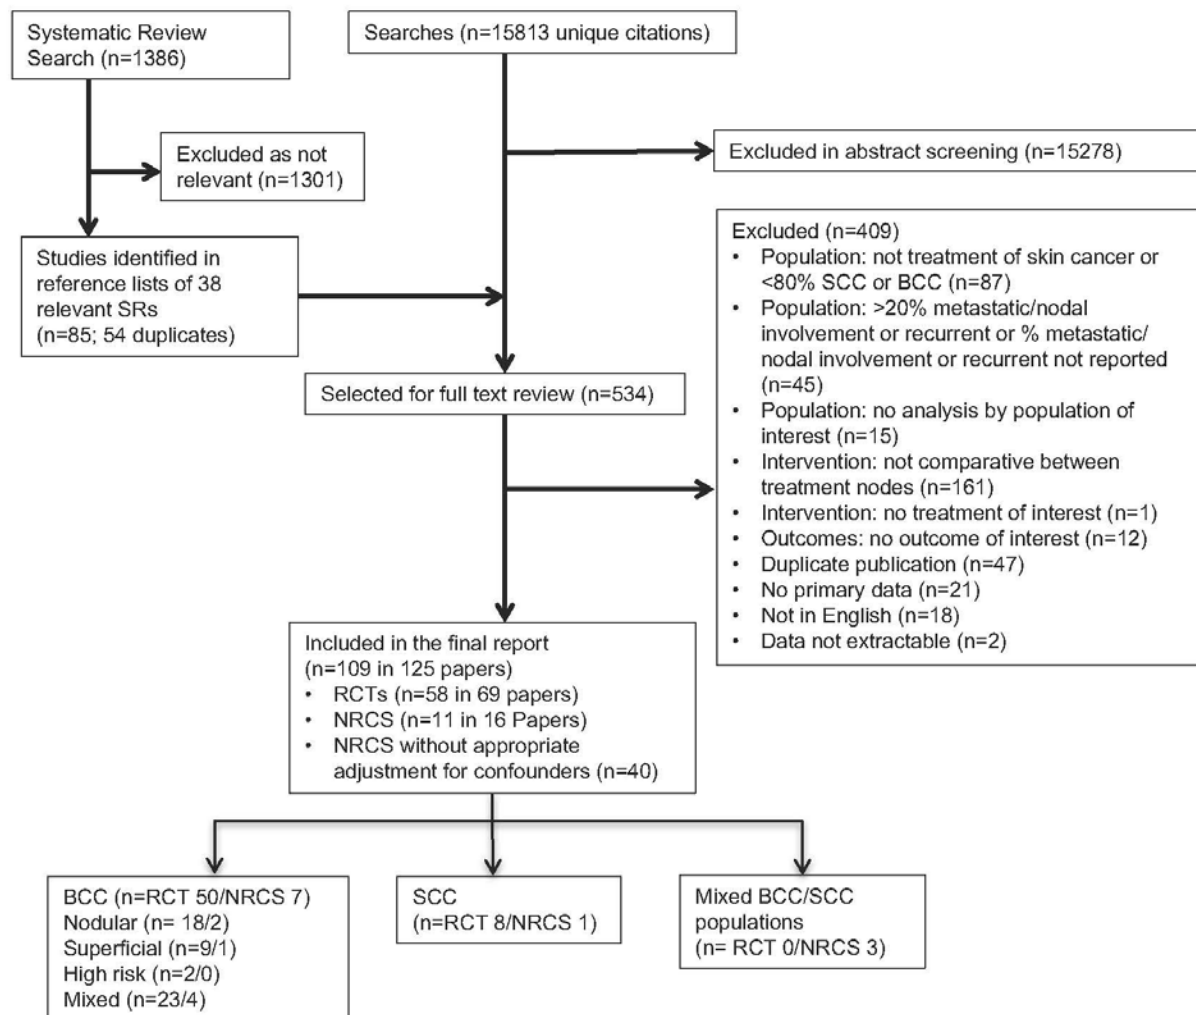 Systematic Review
Search (n=1386)
Searches (n=15813 unique citations)
Excluded as not
relevant (n=1301)
Excluded in abstract screening (n=15278)
Studies identified in
reference lists of 38
relevant SRs
(n=85; 54 duplicates)
Selected for full text review (n=534)
Excluded (n=409)
• Population: not treatment of skin cancer or
<80% SCC or BCC (n=87)
• Population: >20% metastatic/nodal
involvement or recurrent or % metastatic/
nodal involvement or recurrent not reported
(n=45)
• Population: no analysis by population of
interest (n=15)
• Intervention: not comparative between
treatment nodes (n=161)
• Intervention: no treatment of interest (n=1)
• Outcomes: no outcome of interest (n=12)
• Duplicate publication (n=47)
• No primary data (n=21)
• Not in English (n=18)
• Data not extractable (n=2)
Included in the final report
(n=109 in 125 papers)
• RCTs (n=58 in 69 papers)
• NRCS (n=11 in 16 Papers)
• NRCS without appropriate
adjustment for confounders (n=40)
BCC (n=RCT 50/NRCS 7)
Nodular (n= 18/2)
Superficial (n=9/1)
High risk (n=2/0)
Mixed (n=23/4)
SCC
(n=RCT 8/NRCS 1)
Mixed BCC/SCC
populations
(n= RCT 0/NRCS 3)